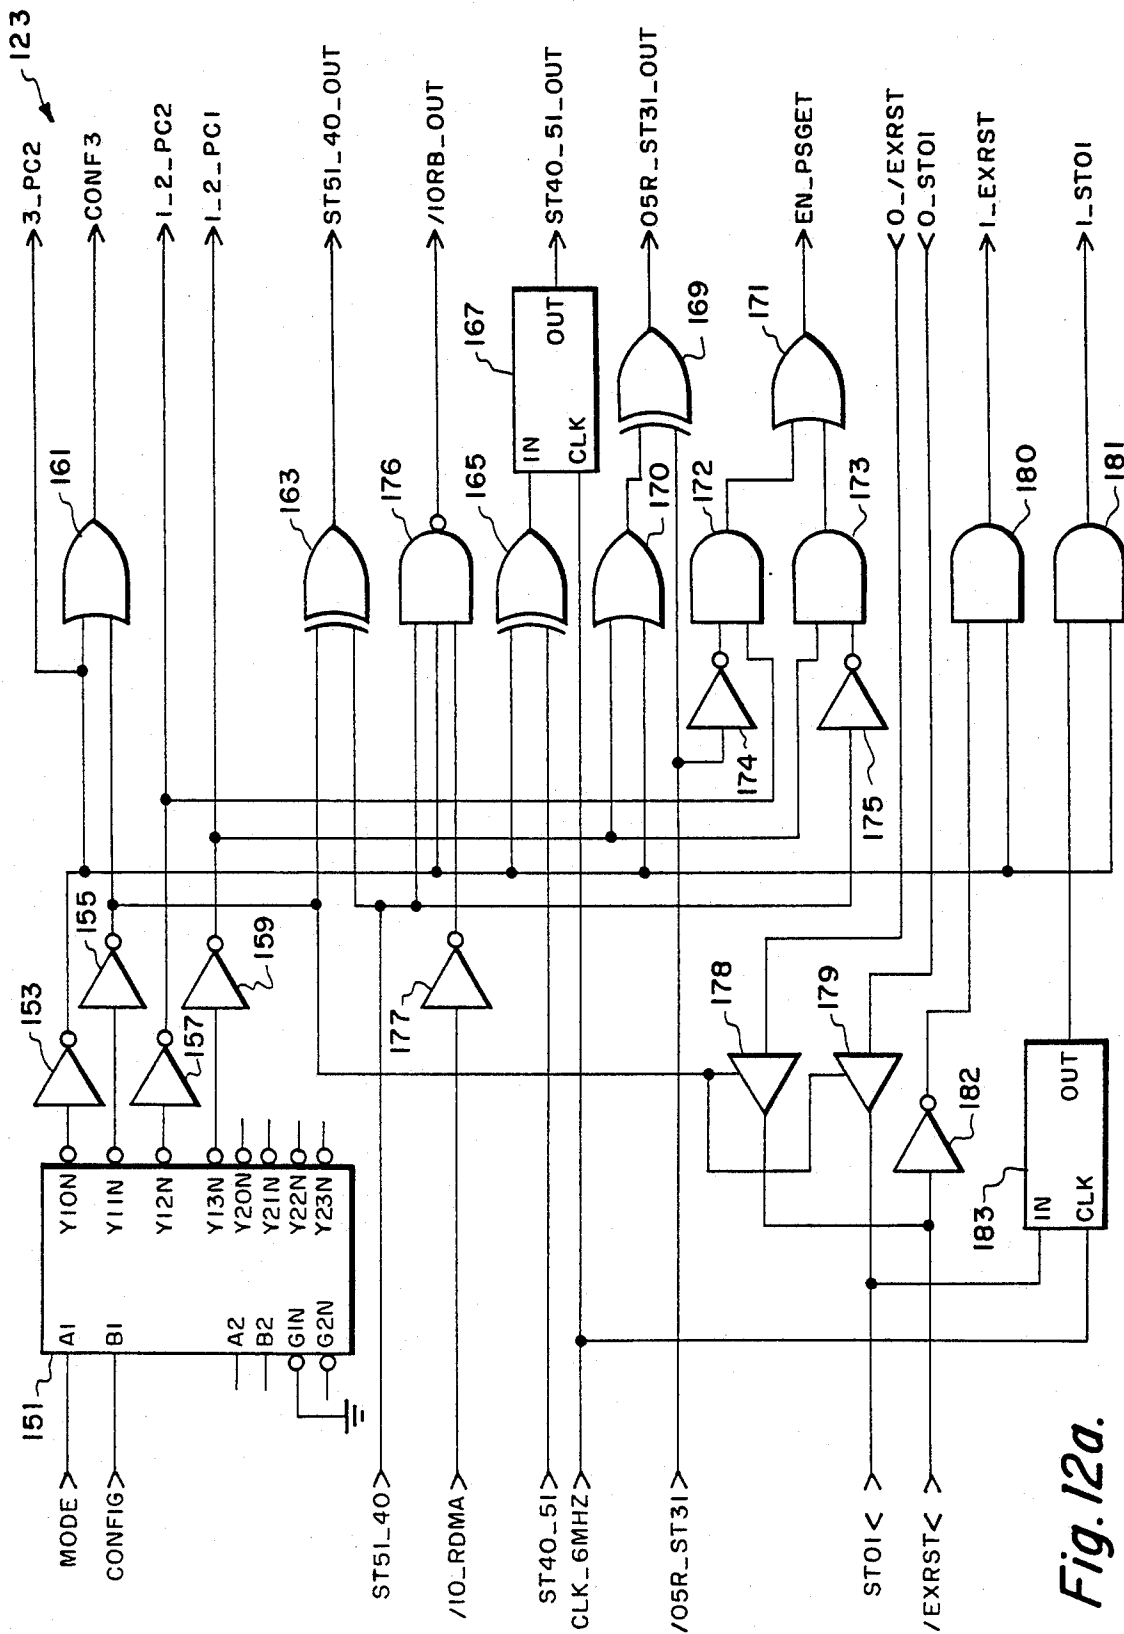 123
3_PC2
CONF3
1_2_PC2
1_2_PC1
ST51_40_OUT
/IORB_OUT
ST40_51_OUT
05R_ST31_OUT
EN_PSGET
0_/EXRST
0_ST01
1_EXRST
1_ST01
161
163
176
165
167
IN
OUT
CLK
169
170
171
172
173
174
175
180
181
153
155
157
159
177
178
179
182
183
IN
OUT
CLK
151
A1
B1
A2
B2
G1N
G2N
Y10N
Y11N
Y12N
Y13N
Y20N
Y21N
Y22N
Y23N
MODE
CONFIG
ST51_40
/IO_RDMA
ST40_51
CLK_6MHZ
/05R_ST31
ST01
/EXRST
Fig. 12a.